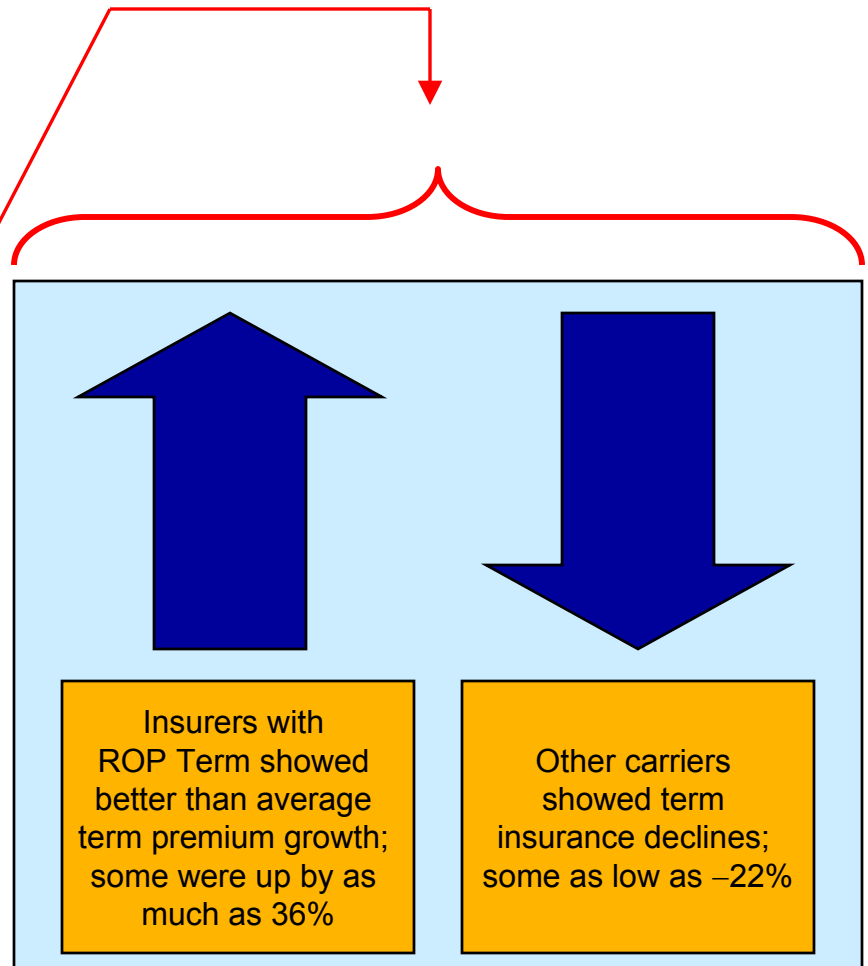 Insurers with
ROP Term showed
better than average
term premium growth;
some were up by as
much as 36%
Other carriers
showed term
insurance declines;
some as low as –22%